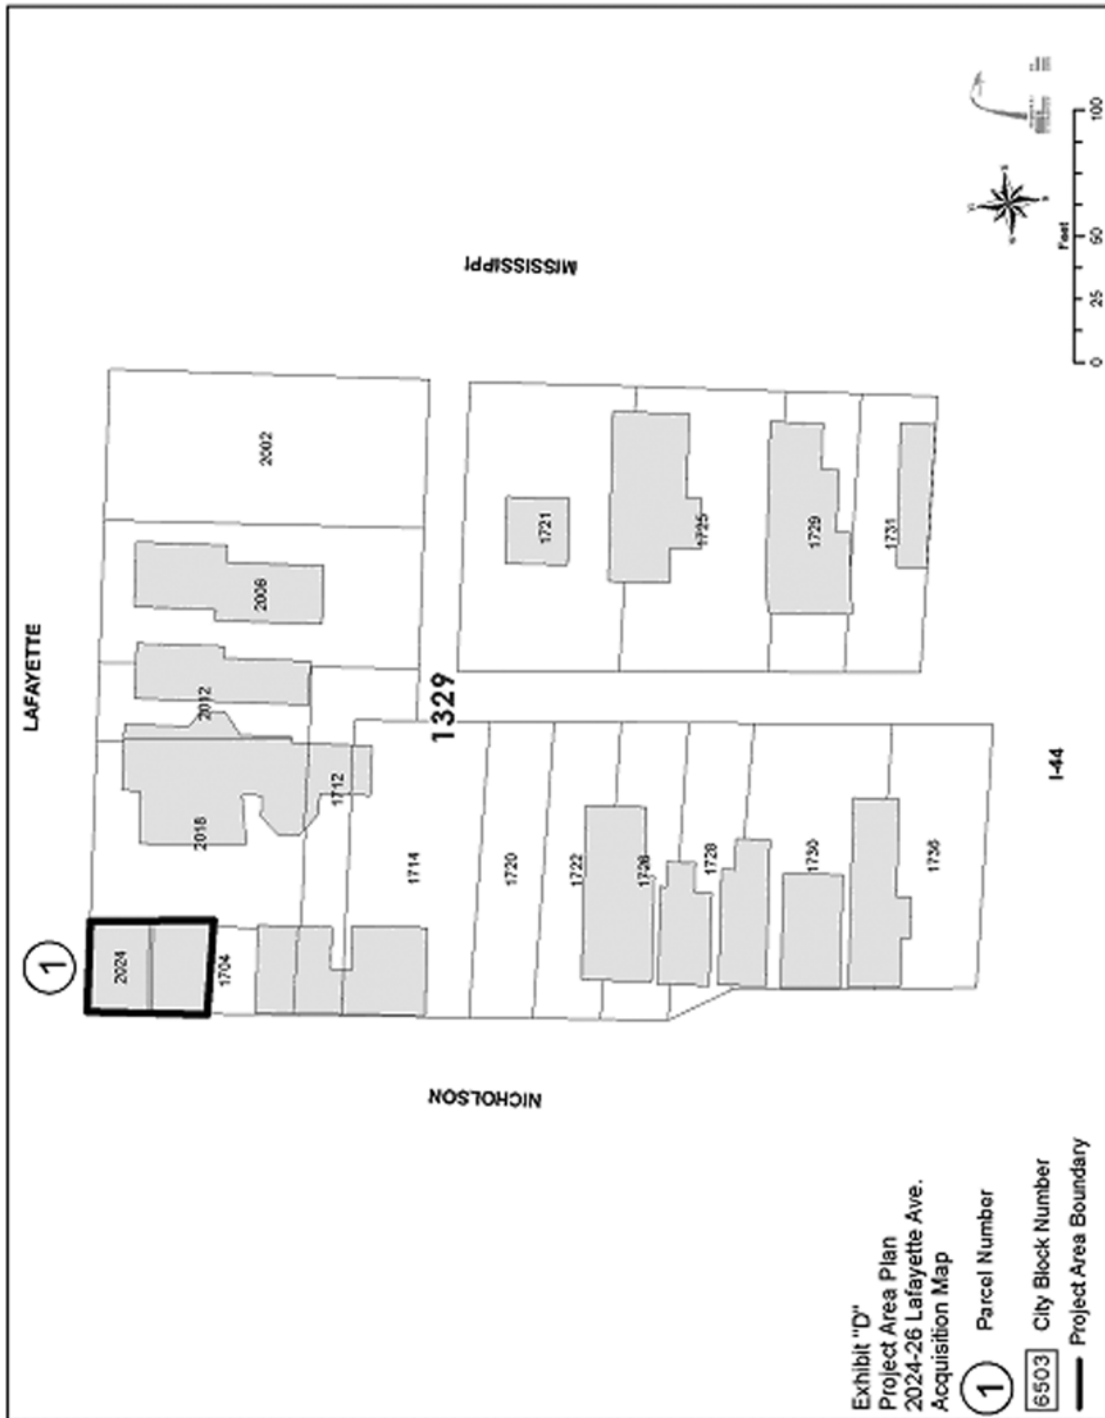 LAFAYETTE
1
2024
1704
2018
2012
2008
2002
1712
1714
1329
1720
1722
1726
1728
1730
1736
1721
1725
1729
1731
MISSISSIPPI
NICHOLSON
I-44
Exhibit "D"
Project Area Plan
2024-26 Lafayette Ave.
Acquisition Map
1 Parcel Number
6503 City Block Number
Project Area Boundary
Feet
0 25 50 100